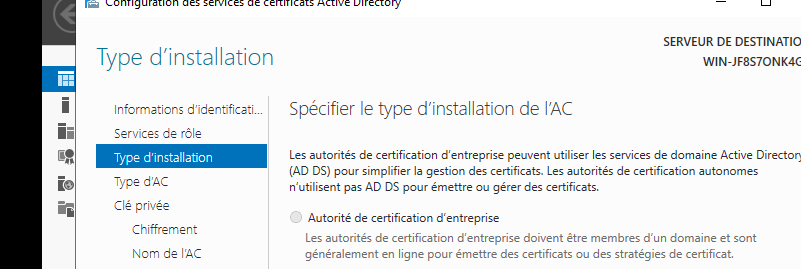 Configuration des services de certificats Active Directory
Type d'installation
SERVEUR DE DESTINATIO
WIN-JF8S7ONK4G
Informations d'identificati...
Services de rôle
Type d'installation
Type d'AC
Clé privée
Chiffrement
Nom de l'AC
Spécifier le type d'installation de l'AC
Les autorités de certification d'entreprise peuvent utiliser les services de domaine Active Directory
(AD DS) pour simplifier la gestion des certificats. Les autorités de certification autonomes
n'utilisent pas AD DS pour émettre ou gérer des certificats.
Autorité de certification d'entreprise
Les autorités de certification d'entreprise doivent être membres d'un domaine et sont
généralement en ligne pour émettre des certificats ou des stratégies de certificat.